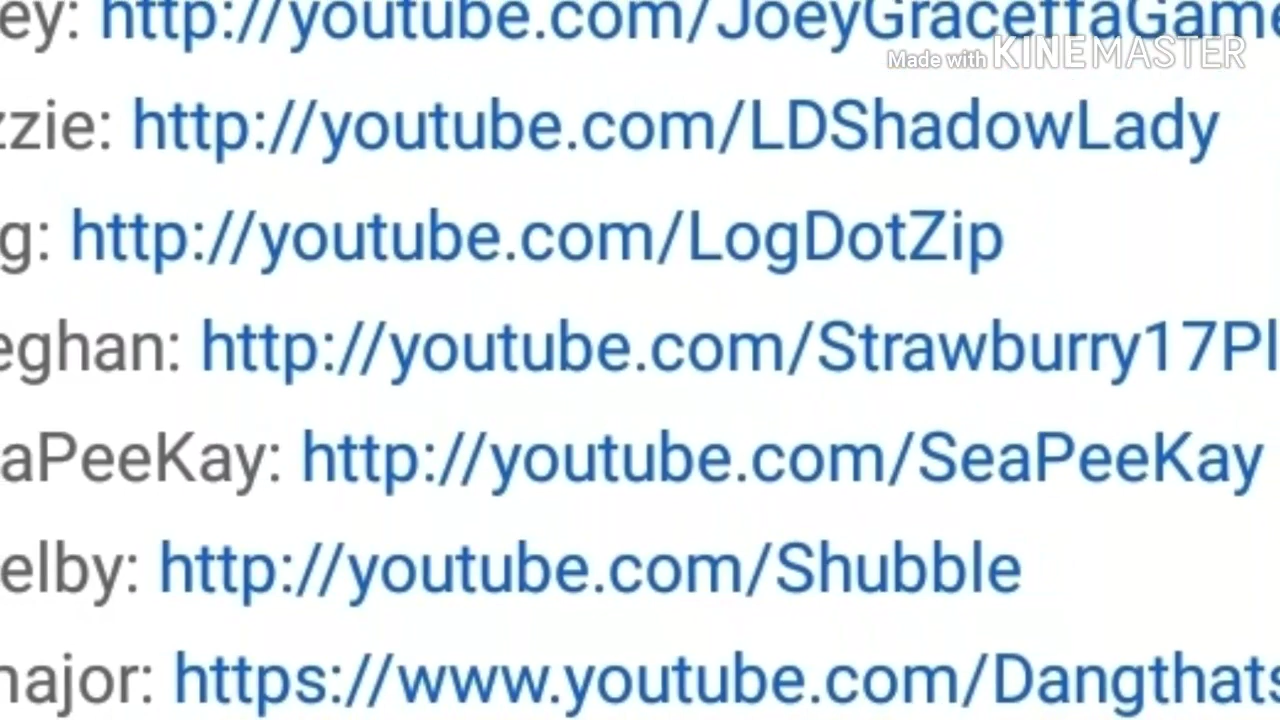 ey: http://youtube.com/JoeyGraceffaGame
Made with KINEMASTER
zzie: http://youtube.com/LDShadowLady
g: http://youtube.com/LogDotZip
eghan: http://youtube.com/Strawburry17Pl
aPeeKay: http://youtube.com/SeaPeeKay
elby: http://youtube.com/Shubble
major: https://www.youtube.com/Dangthats